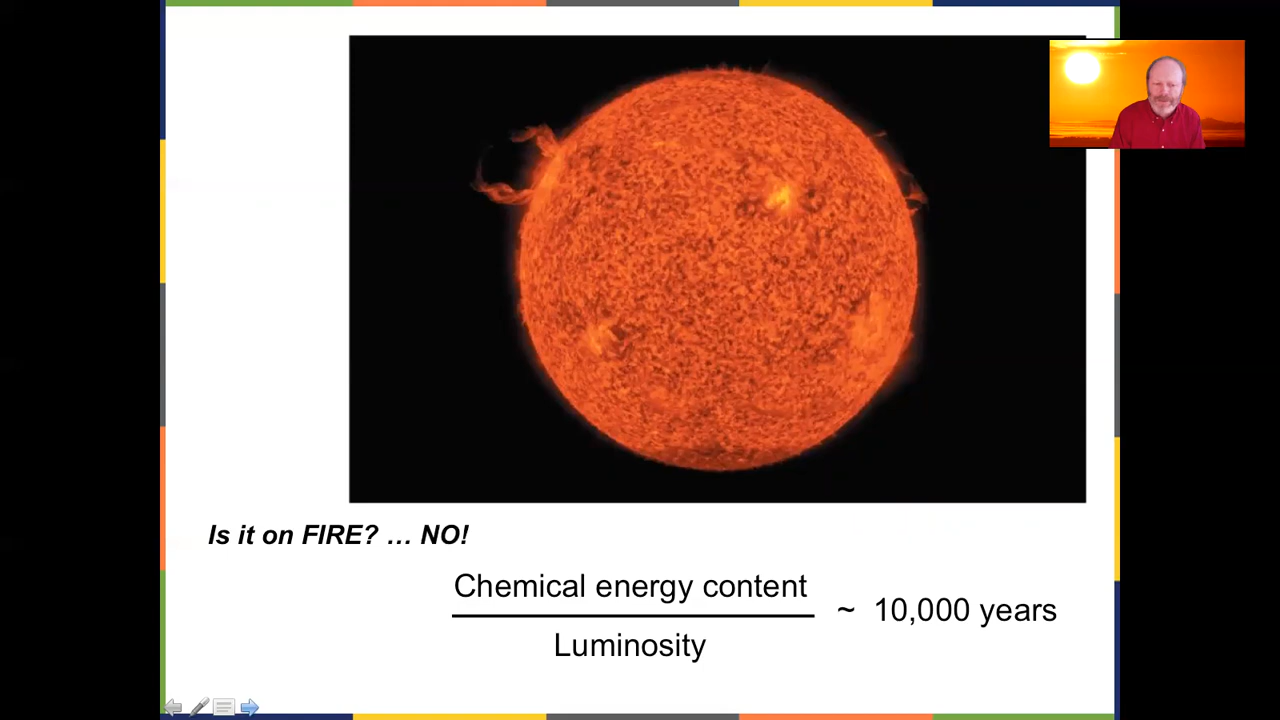 Is it on FIRE? … NO!
Chemical energy content
~ 10,000 years
Luminosity